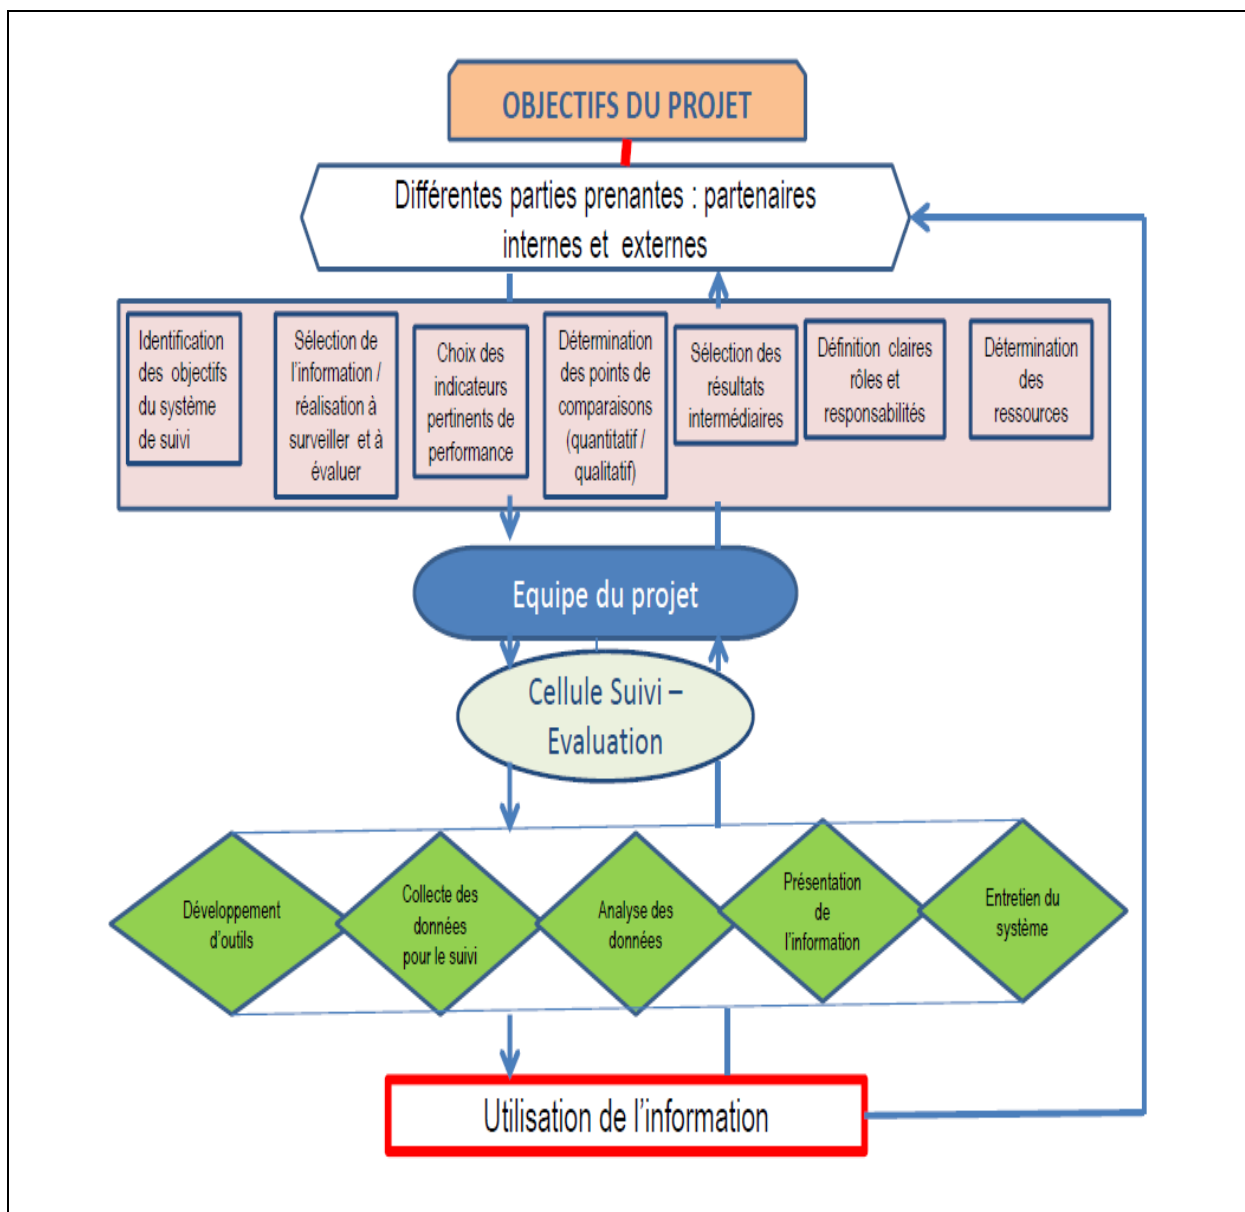 OBJECTIFS DU PROJET
Différentes parties prenantes : partenaires
internes et externes
Identification
des objectifs
du système
de suivi
Sélection de
l'information /
réalisation à
surveiller et à
évaluer
Choix des
indicateurs
pertinents de
performance
Détermination
des points de
comparaisons
(quantitatif /
qualitatif)
Sélection des
résultats
intermédiaires
Définition claires
rôles et
responsabilités
Détermination
des
ressources
Equipe du projet
Cellule Suivi –
Evaluation
Développement
d'outils
Collecte des
données
pour le suivi
Analyse des
données
Présentation
de
l'information
Entretien du
système
Utilisation de l'information